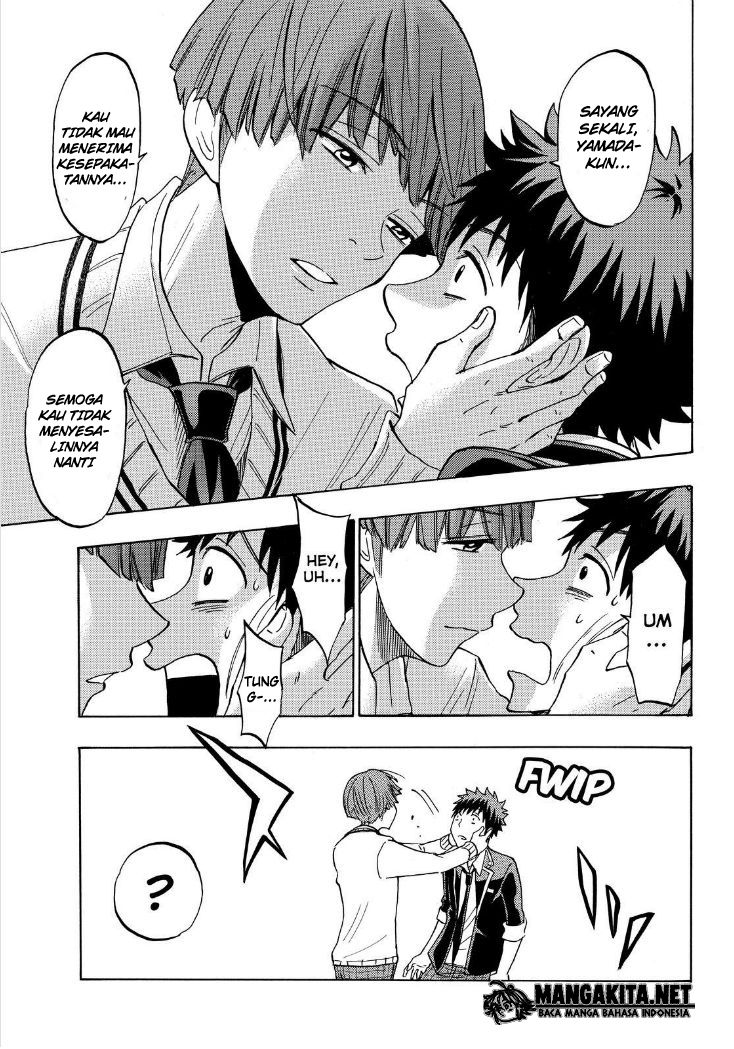 SAYANG
SEKALI,
YAMADA-
KUN...
KAU
TIDAK MAU
MENERIMA
KESEPAKA-
TANNYA...
SEMOGA
KAU TIDAK
MENYESA-
LINNYA
NANTI
UM
...
HEY,
UH...
TUNG
G-...
FWIP
?
MANGAKITA.NET
BACA MANGA BAHASA INDONESIA